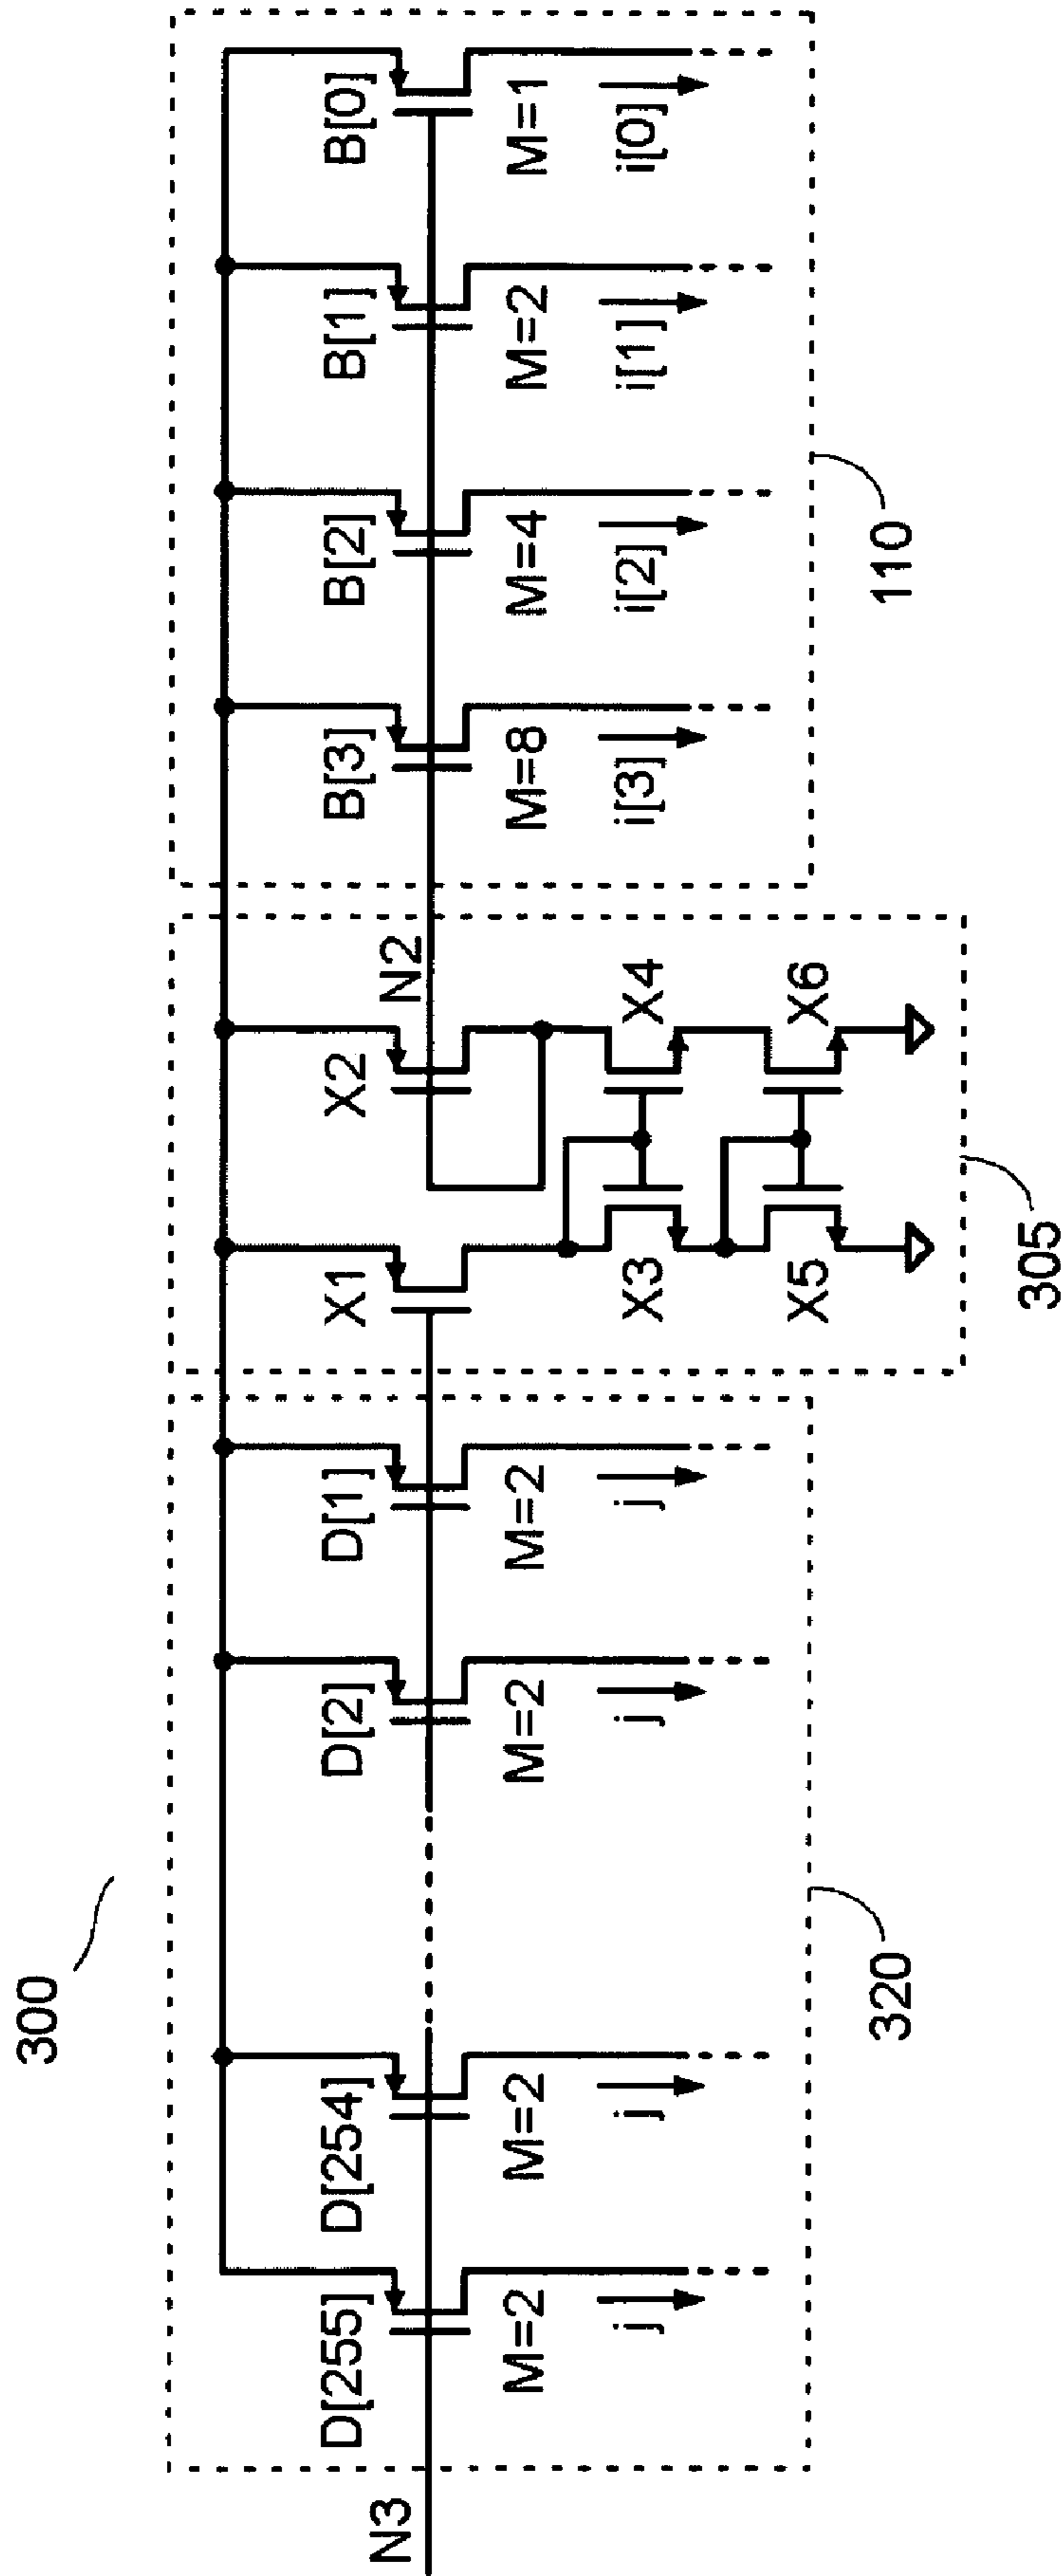 300
D[255]
D[254]
D[2]
D[1]
X1
X2
B[3]
B[2]
B[1]
B[0]
N3
N2
M=2
M=2
M=2
M=2
M=8
M=4
M=2
M=1
X3
X4
j
j
j
j
i[3]
i[2]
i[1]
i[0]
X5
X6
320
305
110